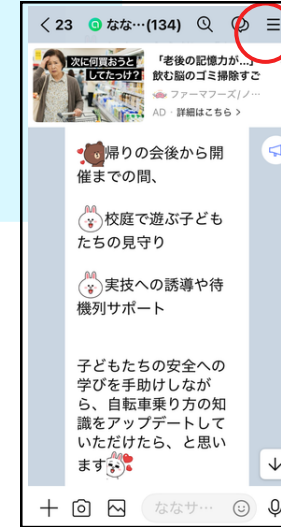 23 なな…(134)
次に何買おうと
してたっけ?
「老後の記憶力が…」
飲む脳のゴミ掃除すご
ファーマフーズ/ノ…
AD 詳細はこちら >
帰りの会後から開
催までの間、
校庭で遊ぶ子ども
たちの見守り
実技への誘導や待
機列サポート
子どもたちの安全への
学びを手助けしなが
ら、自転車乗り方の知
識をアップデートして
いただけたら、と思い
ます
ななサ…